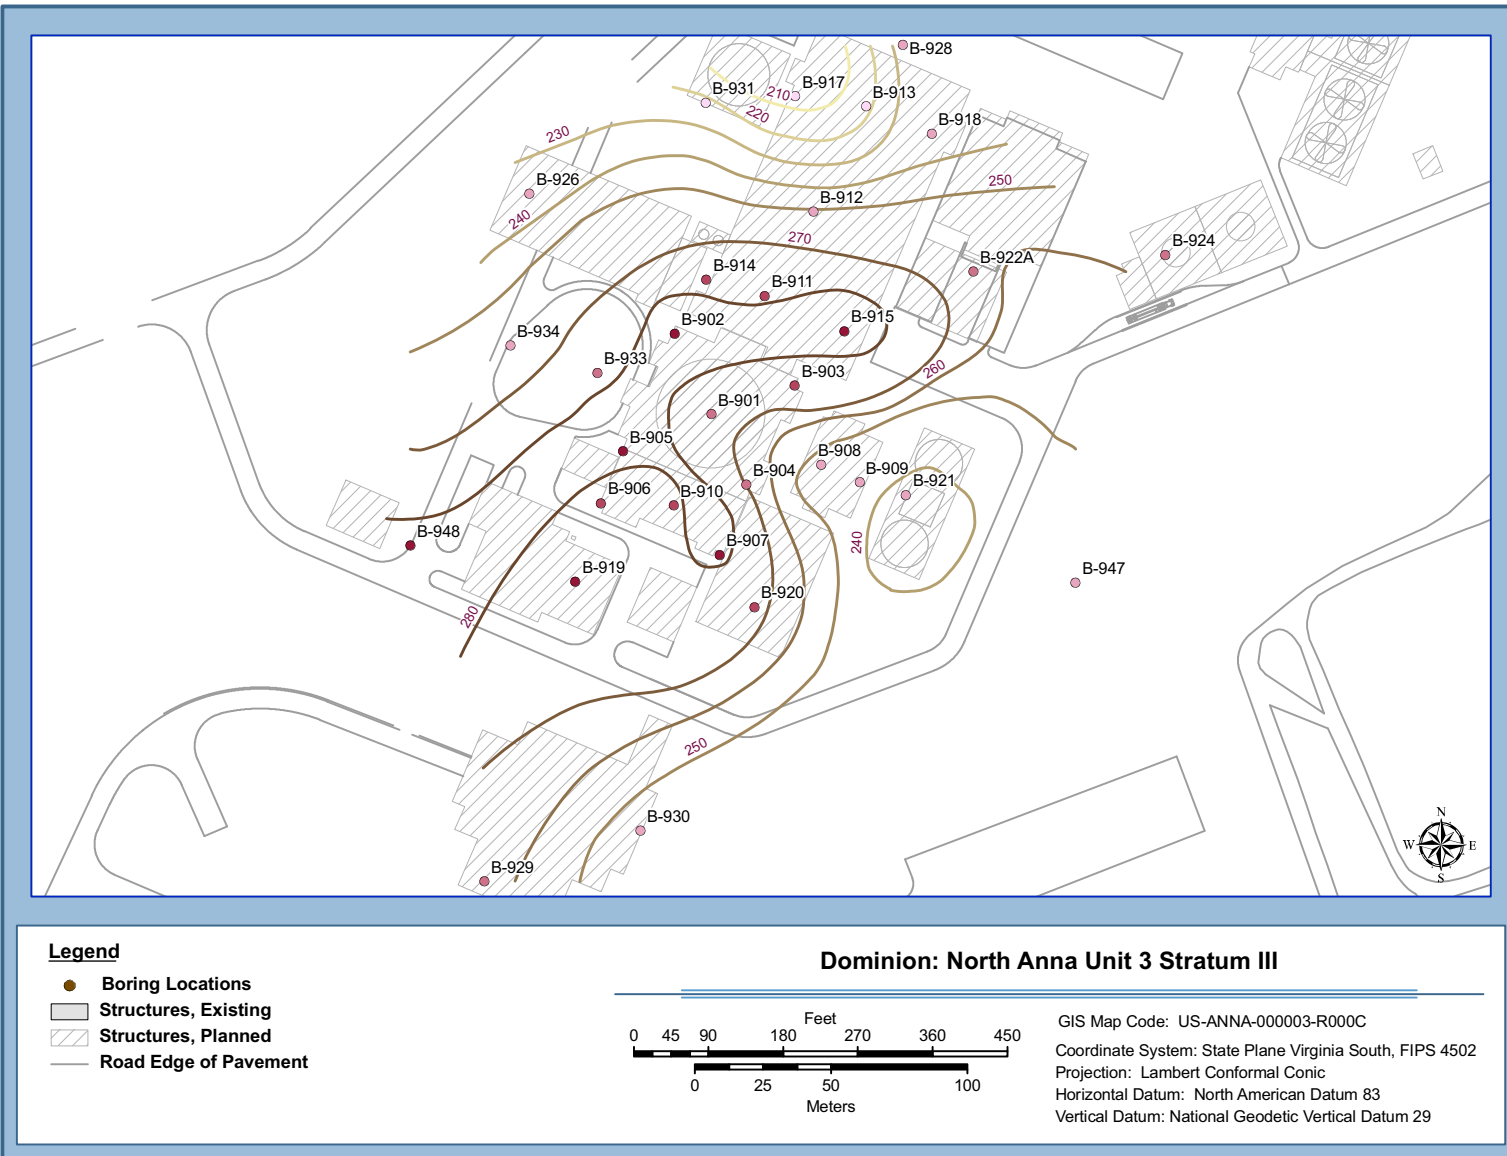 B-928
B-931
B-917
210
B-913
220
B-918
230
B-926
250
B-912
240
270
B-924
B-922A
B-914
B-911
B-915
B-902
B-934
B-933
260
B-903
B-901
B-905
B-908
B-904
B-909
B-921
B-906
B-910
B-948
B-907
240
B-919
B-947
B-920
280
250
B-930
B-929
N
W E
S
Legend
Boring Locations
Structures, Existing
Structures, Planned
Road Edge of Pavement
Dominion: North Anna Unit 3 Stratum III
Feet
0 45 90 180 270 360 450
0 25 50 100
Meters
GIS Map Code: US-ANNA-000003-R000C
Coordinate System: State Plane Virginia South, FIPS 4502
Projection: Lambert Conformal Conic
Horizontal Datum: North American Datum 83
Vertical Datum: National Geodetic Vertical Datum 29